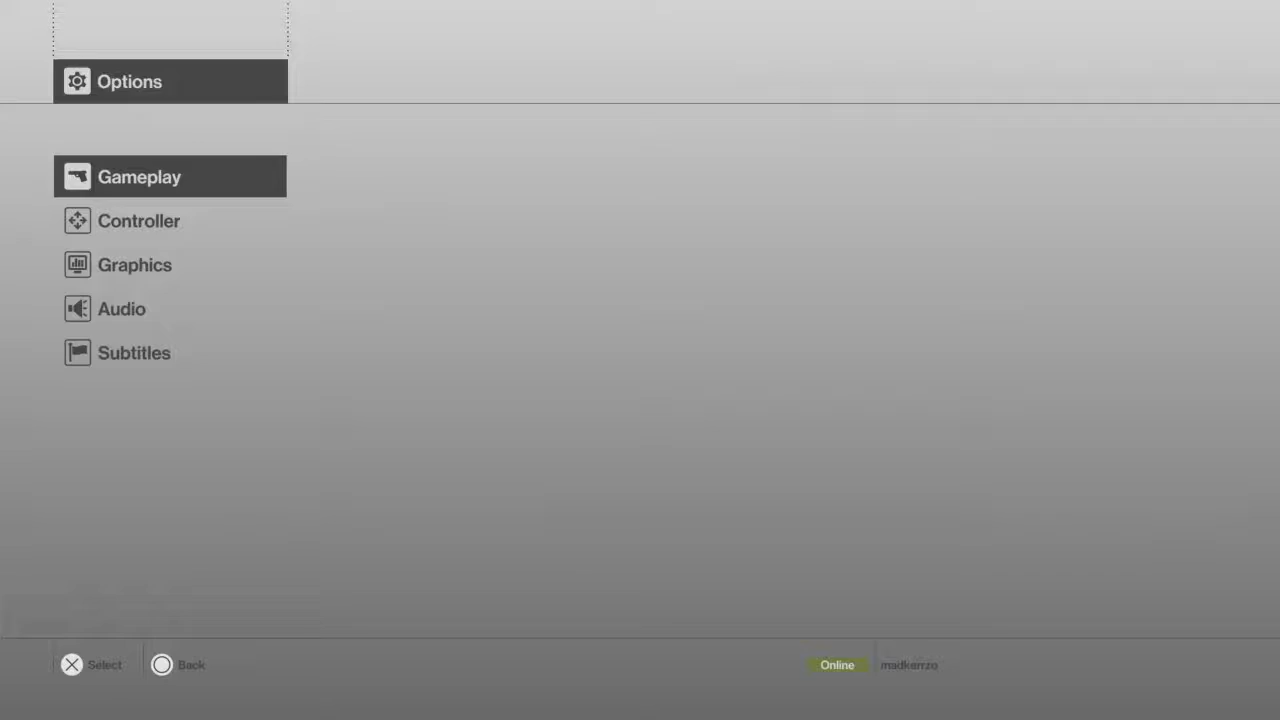 Options
Gameplay
Controller
Graphics
Audio
Subtitles
Select
Back
Online
madkerrzo